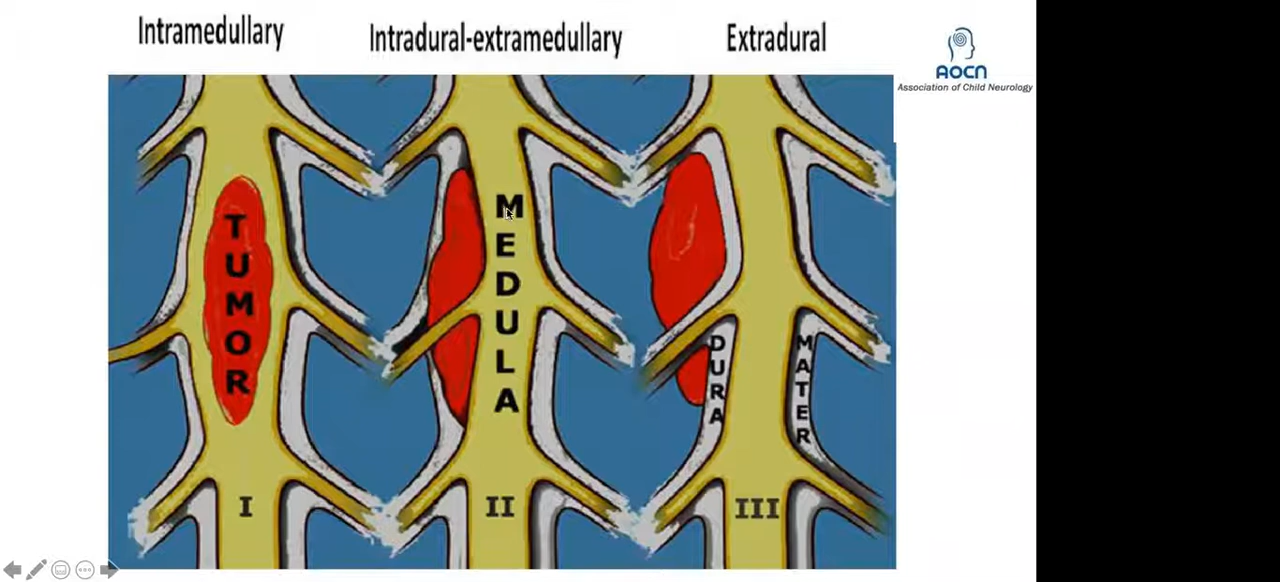 Intramedullary
Intradural-extramedullary
Extradural
AOCN
Association of Child Neurology
TUMOR
MEDULA
DURA
MATER
I
II
III